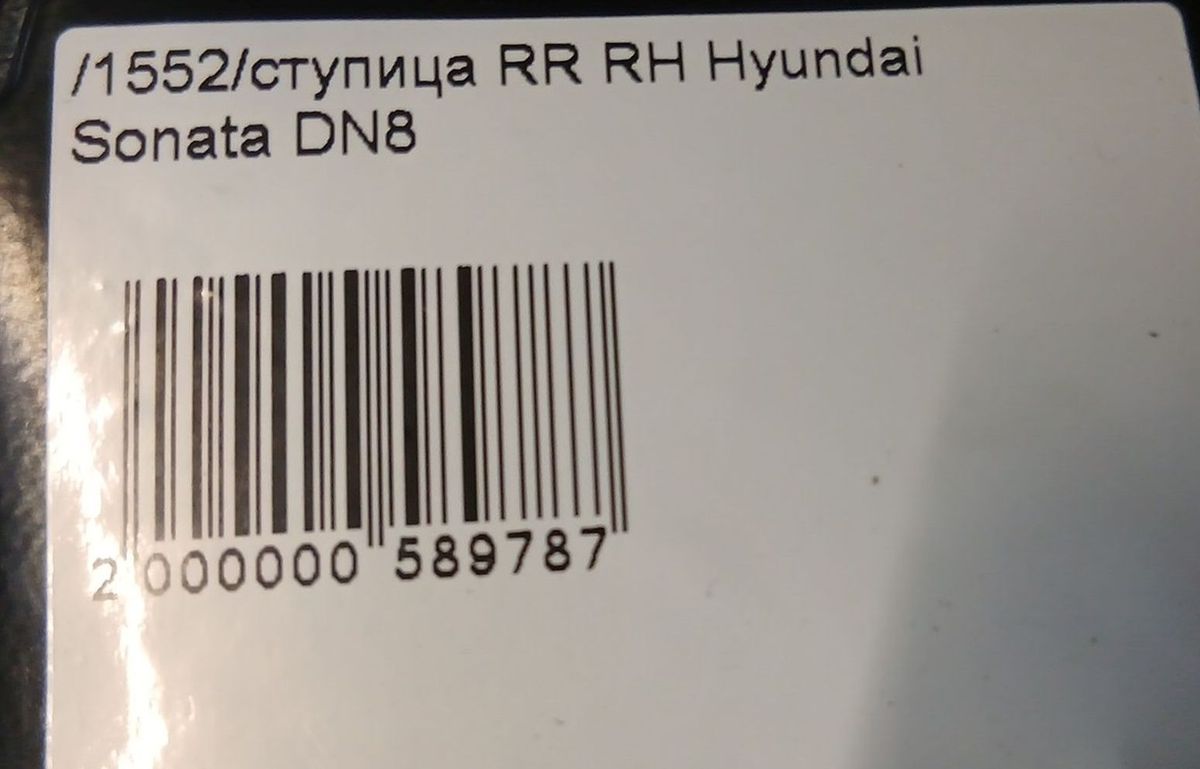 /1552/ступица RR RH Hyundai
Sonata DN8
2 000000 589787